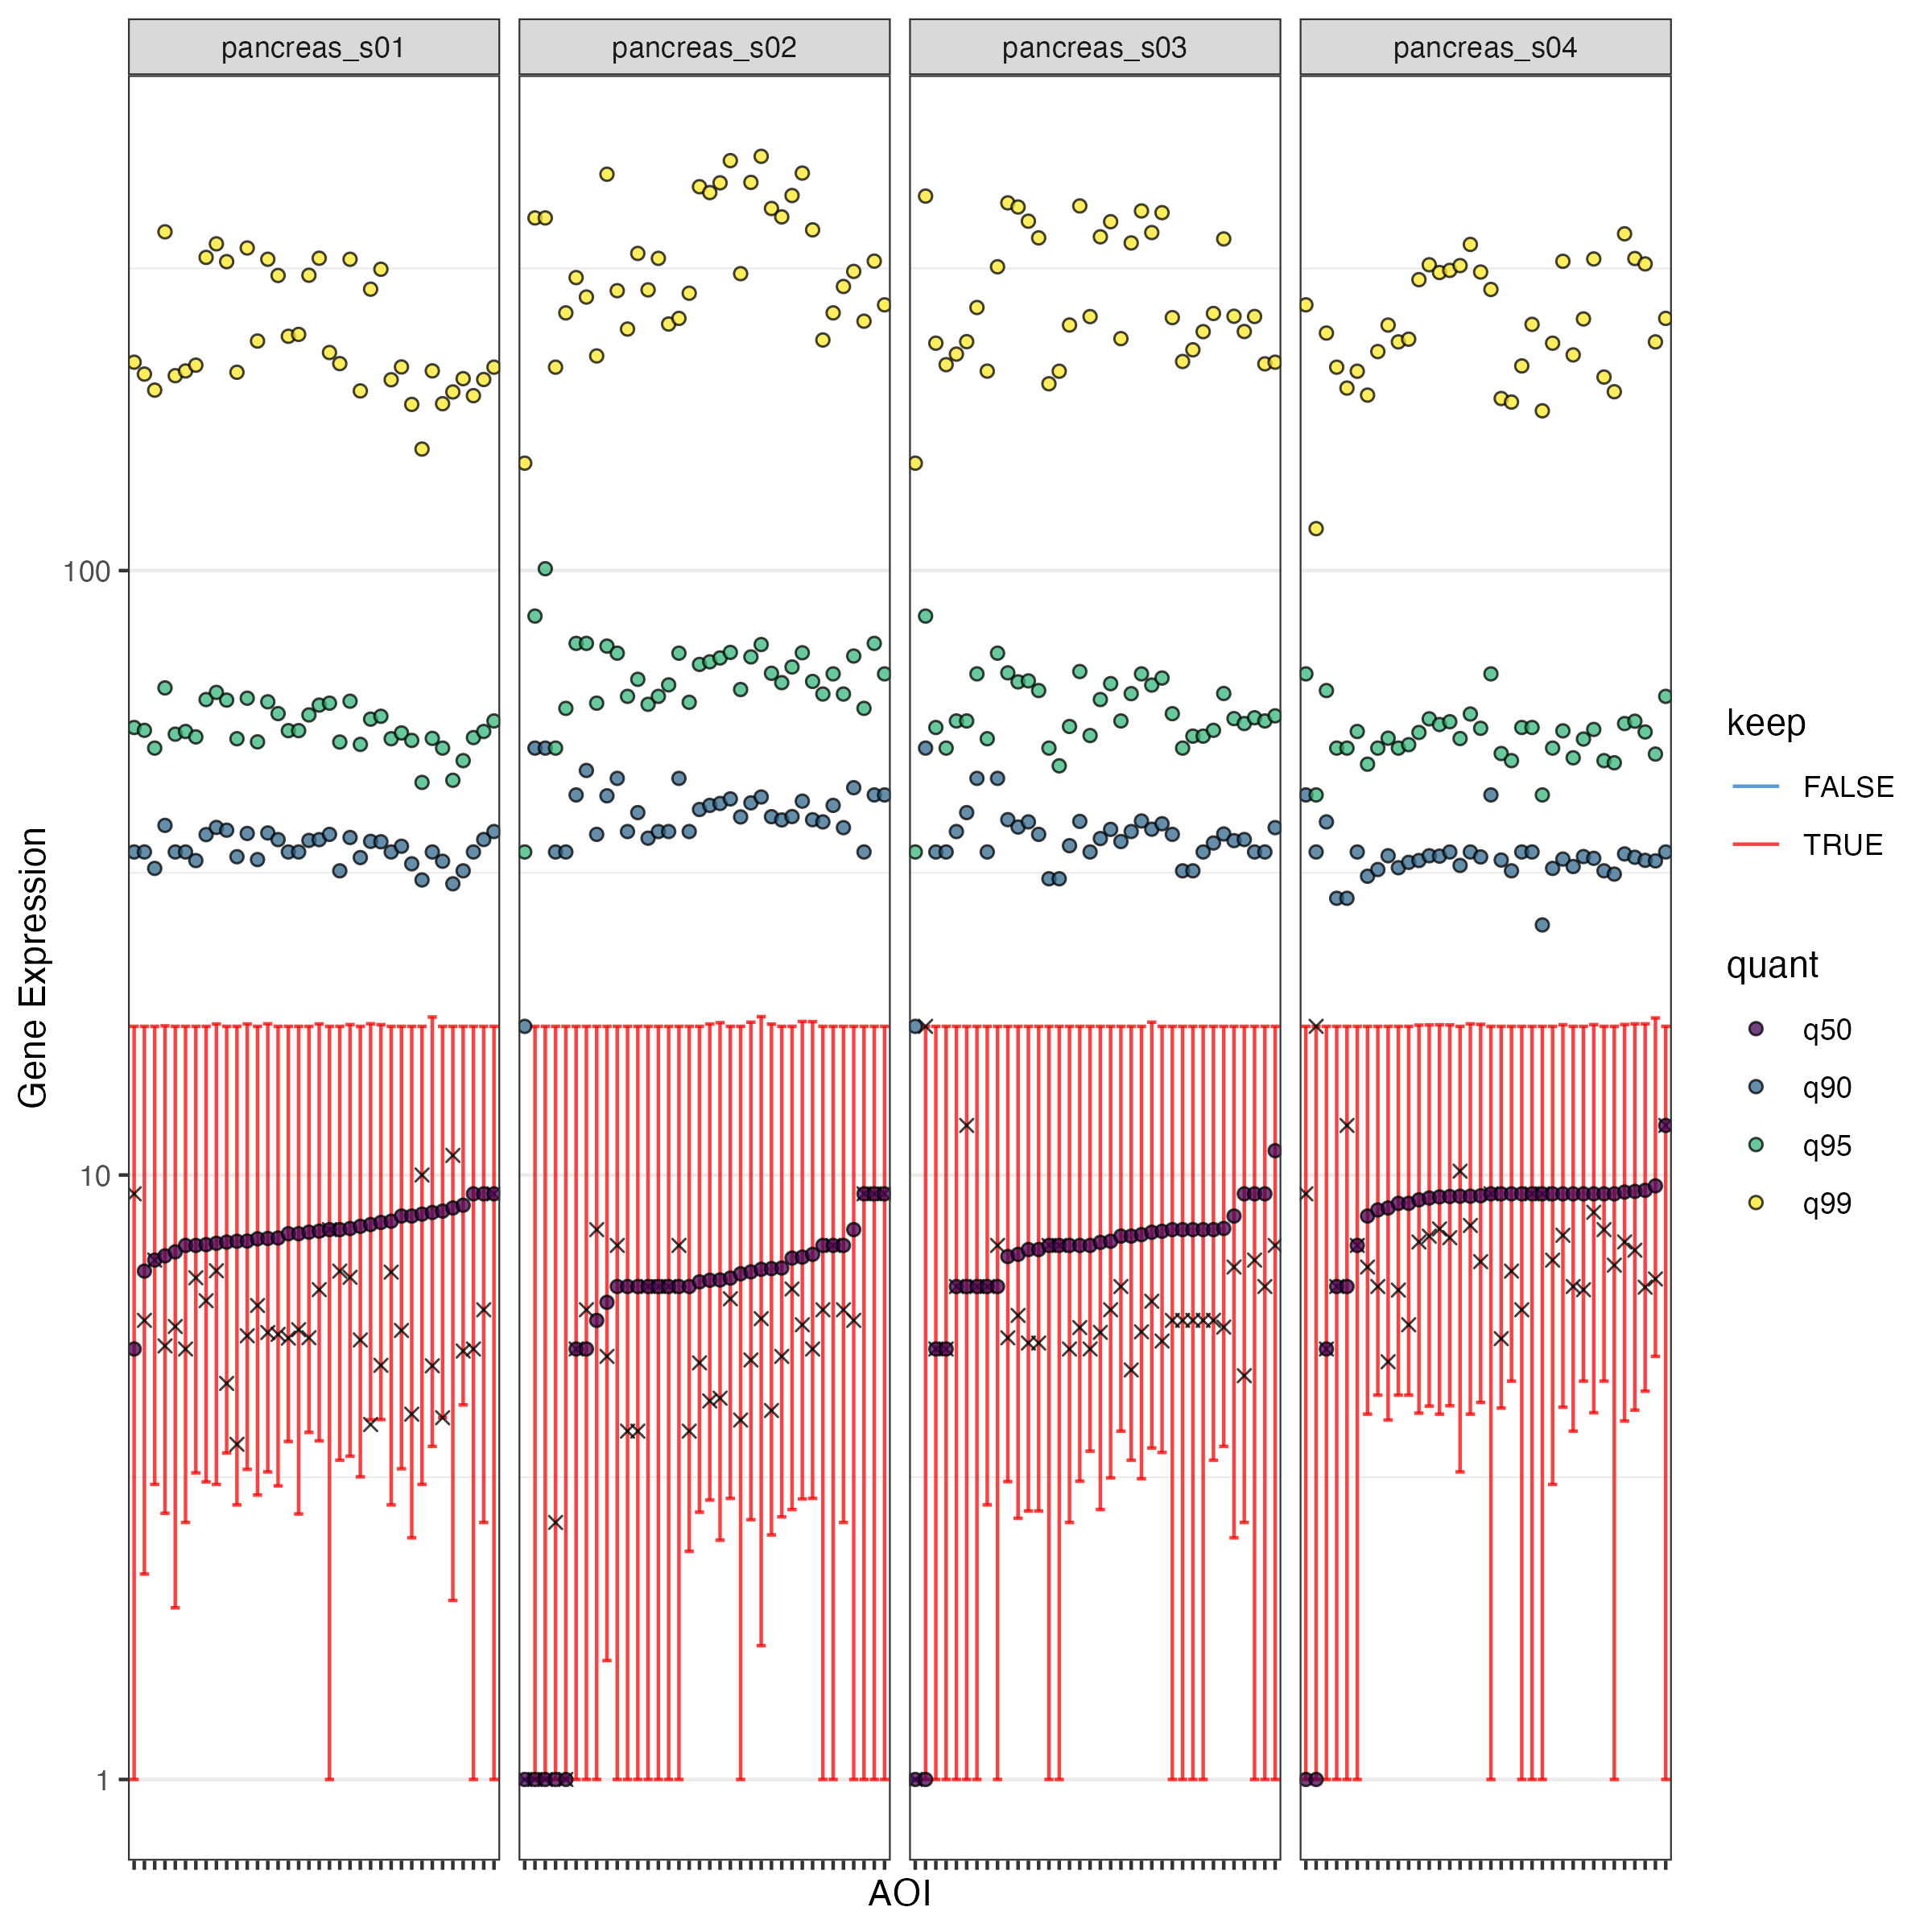 pancreas_s01
pancreas_s02
pancreas_s03
pancreas_s04
100
10
1
Gene Expression
AOI
keep
FALSE
TRUE
quant
q50
q90
q95
q99